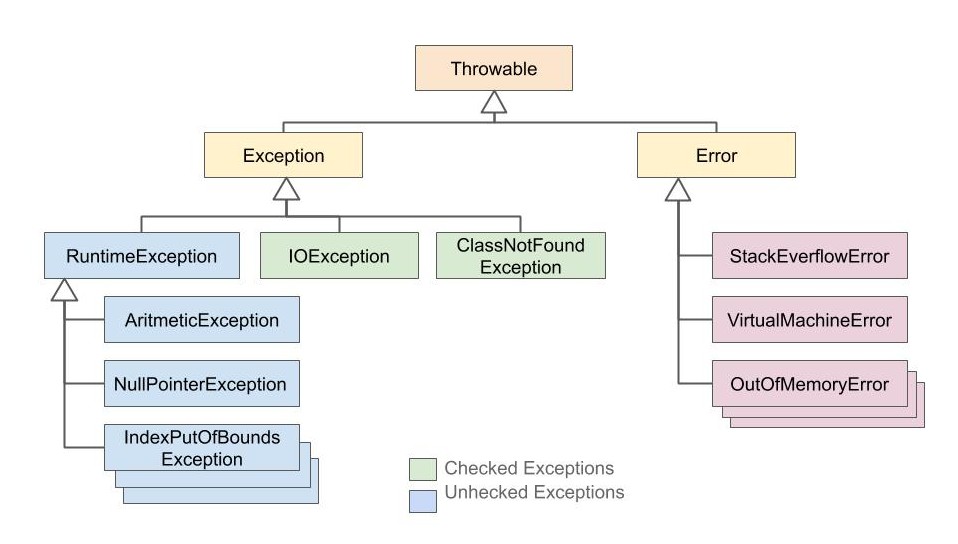 Throwable
Exception
Error
RuntimeException
IOException
ClassNotFound
Exception
StackEverflowError
AritmeticException
VirtualMachineError
NullPointerException
OutOfMemoryError
IndexPutOfBounds
Exception
Checked Exceptions
Unhecked Exceptions